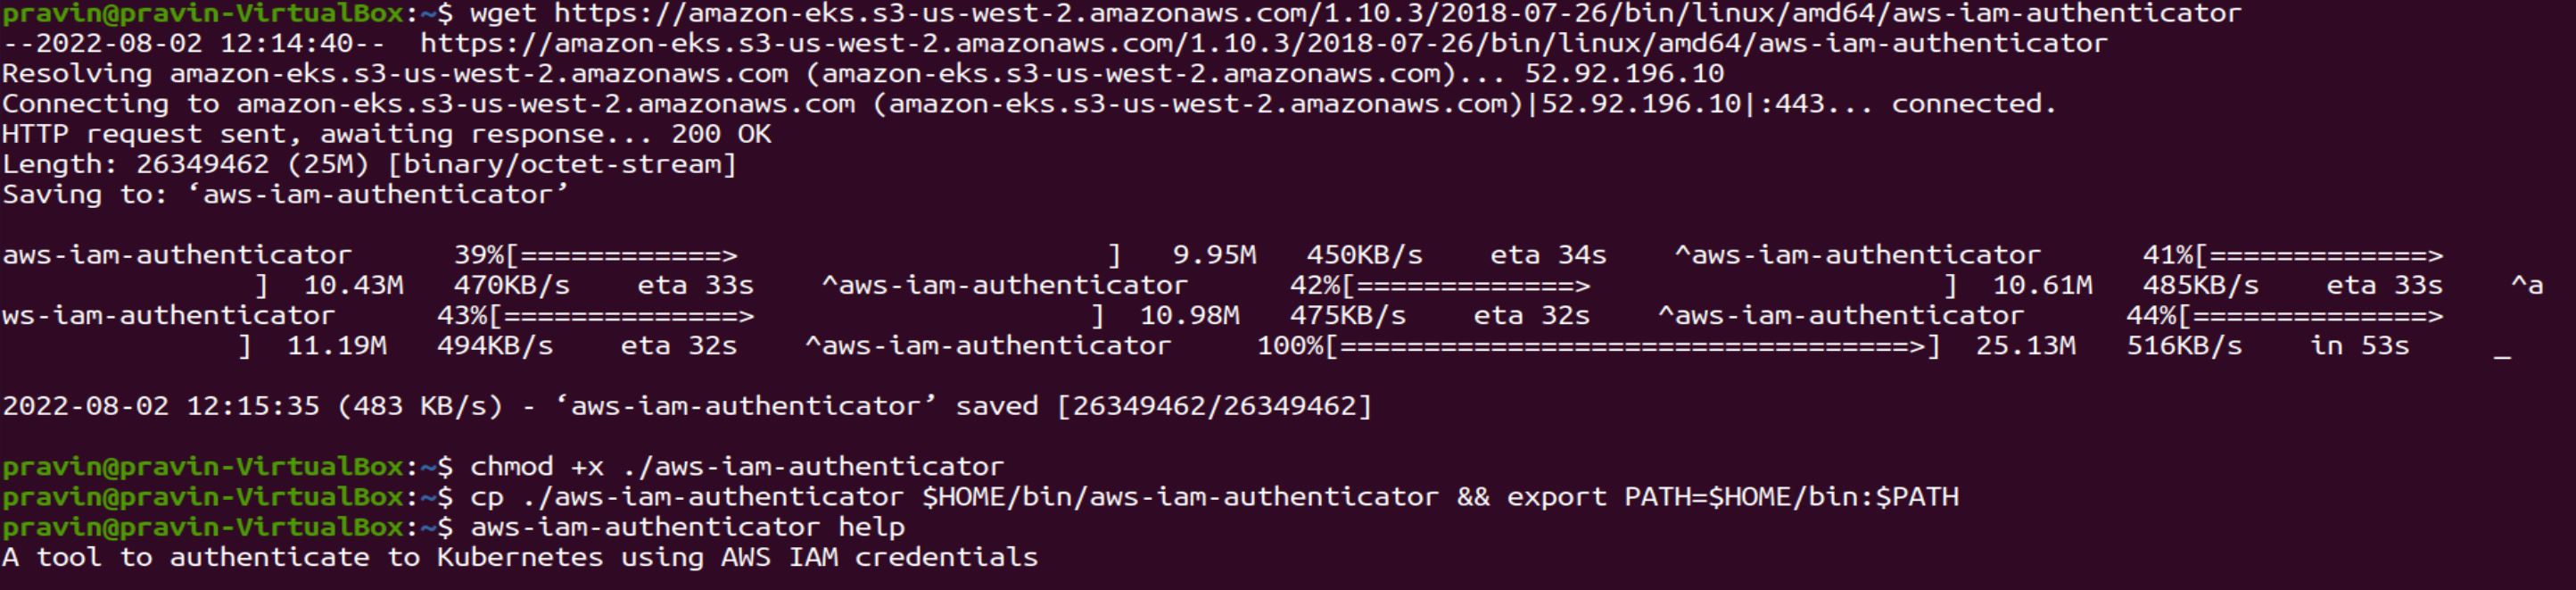 pravin@pravin-VirtualBox:~$ wget https://amazon-eks.s3-us-west-2.amazonaws.com/1.10.3/2018-07-26/bin/linux/amd64/aws-iam-authenticator
--2022-08-02 12:14:40--  https://amazon-eks.s3-us-west-2.amazonaws.com/1.10.3/2018-07-26/bin/linux/amd64/aws-iam-authenticator
Resolving amazon-eks.s3-us-west-2.amazonaws.com (amazon-eks.s3-us-west-2.amazonaws.com)... 52.92.196.10
Connecting to amazon-eks.s3-us-west-2.amazonaws.com (amazon-eks.s3-us-west-2.amazonaws.com)|52.92.196.10|:443... connected.
HTTP request sent, awaiting response... 200 OK
Length: 26349462 (25M) [binary/octet-stream]
Saving to: ‘aws-iam-authenticator’
aws-iam-authenticator      39%[============>                      ]   9.95M   450KB/s    eta 34s    ^aws-iam-authenticator      41%[=============>
               ]  10.43M   470KB/s    eta 33s    ^aws-iam-authenticator      42%[=============>                     ]  10.61M   485KB/s    eta 33s    ^a
ws-iam-authenticator      43%[==============>                    ]  10.98M   475KB/s    eta 32s    ^aws-iam-authenticator      44%[==============>
              ]  11.19M   494KB/s    eta 32s    ^aws-iam-authenticator     100%[==================================>]  25.13M   516KB/s    in 53s     _
2022-08-02 12:15:35 (483 KB/s) - ‘aws-iam-authenticator’ saved [26349462/26349462]
pravin@pravin-VirtualBox:~$ chmod +x ./aws-iam-authenticator
pravin@pravin-VirtualBox:~$ cp ./aws-iam-authenticator $HOME/bin/aws-iam-authenticator && export PATH=$HOME/bin:$PATH
pravin@pravin-VirtualBox:~$ aws-iam-authenticator help
A tool to authenticate to Kubernetes using AWS IAM credentials